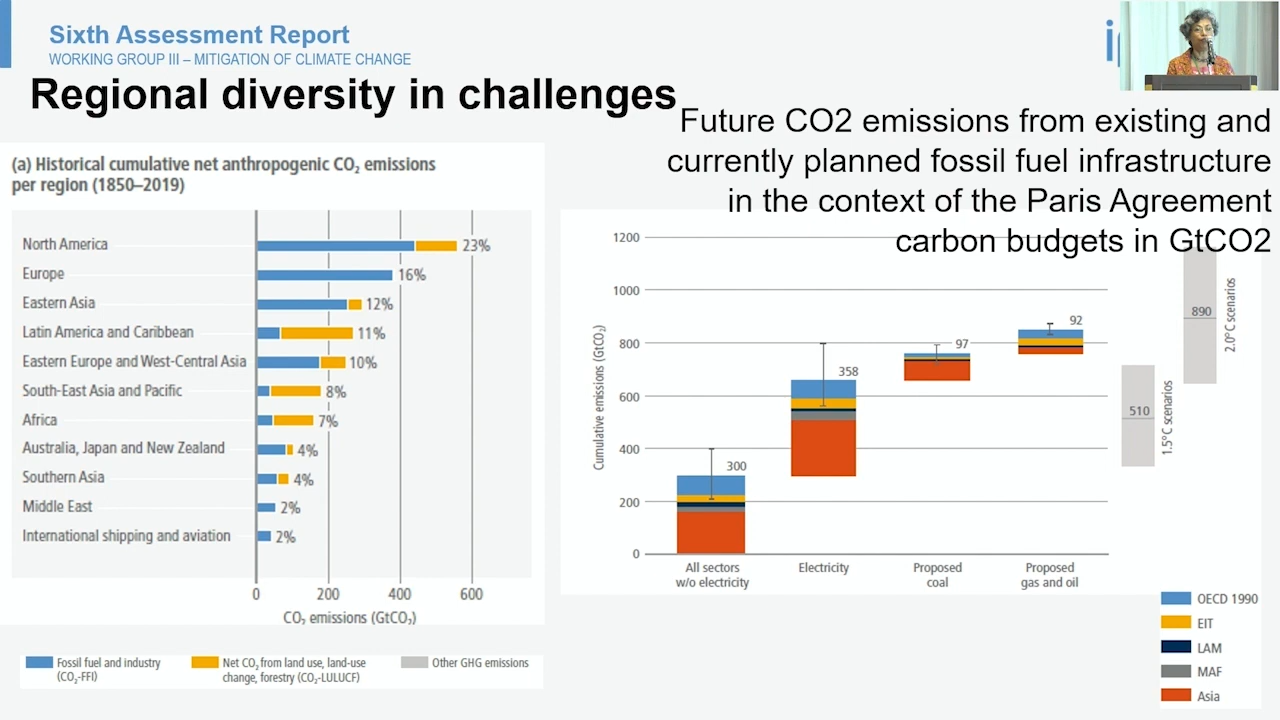 Sixth Assessment Report
WORKING GROUP III – MITIGATION OF CLIMATE CHANGE
Regional diversity in challenges
Future CO2 emissions from existing and
currently planned fossil fuel infrastructure
in the context of the Paris Agreement
carbon budgets in GtCO2
(a) Historical cumulative net anthropogenic CO₂ emissions
per region (1850–2019)
North America 23%
Europe 16%
Eastern Asia 12%
Latin America and Caribbean 11%
Eastern Europe and West-Central Asia 10%
South-East Asia and Pacific 8%
Africa 7%
Australia, Japan and New Zealand 4%
Southern Asia 4%
Middle East 2%
International shipping and aviation 2%
0 200 400 600
CO₂ emissions (GtCO₂)
Fossil fuel and industry
(CO₂-FFI)
Net CO₂ from land use, land-use
change, forestry (CO₂-LULUCF)
Other GHG emissions
Cumulative emissions (GtCO₂)
1200
1000
800
600
400
200
0
300
358
97
92
All sectors
w/o electricity
Electricity
Proposed
coal
Proposed
gas and oil
510
1.5°C scenarios
890
2.0°C scenarios
OECD 1990
EIT
LAM
MAF
Asia